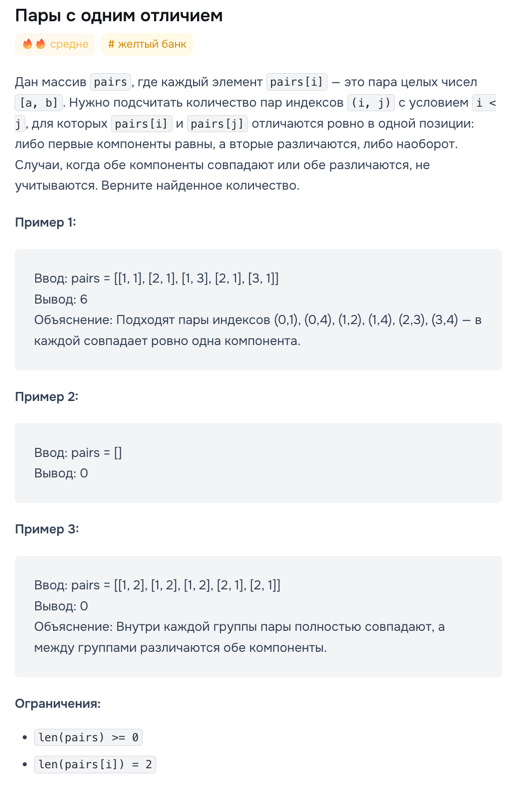 Пары с одним отличием
🔥🔥 средне # желтый банк
Дан массив pairs, где каждый элемент pairs[i] — это пара целых чисел
[a, b]. Нужно подсчитать количество пар индексов (i, j) с условием i <
j, для которых pairs[i] и pairs[j] отличаются ровно в одной позиции:
либо первые компоненты равны, а вторые различаются, либо наоборот.
Случаи, когда обе компоненты совпадают или обе различаются, не
учитываются. Верните найденное количество.
Пример 1:
Ввод: pairs = [[1, 1], [2, 1], [1, 3], [2, 1], [3, 1]]
Вывод: 6
Объяснение: Подходят пары индексов (0,1), (0,4), (1,2), (1,4), (2,3), (3,4) — в
каждой совпадает ровно одна компонента.
Пример 2:
Ввод: pairs = []
Вывод: 0
Пример 3:
Ввод: pairs = [[1, 2], [1, 2], [1, 2], [2, 1], [2, 1]]
Вывод: 0
Объяснение: Внутри каждой группы пары полностью совпадают, а
между группами различаются обе компоненты.
Ограничения:
• len(pairs) >= 0
• len(pairs[i]) = 2